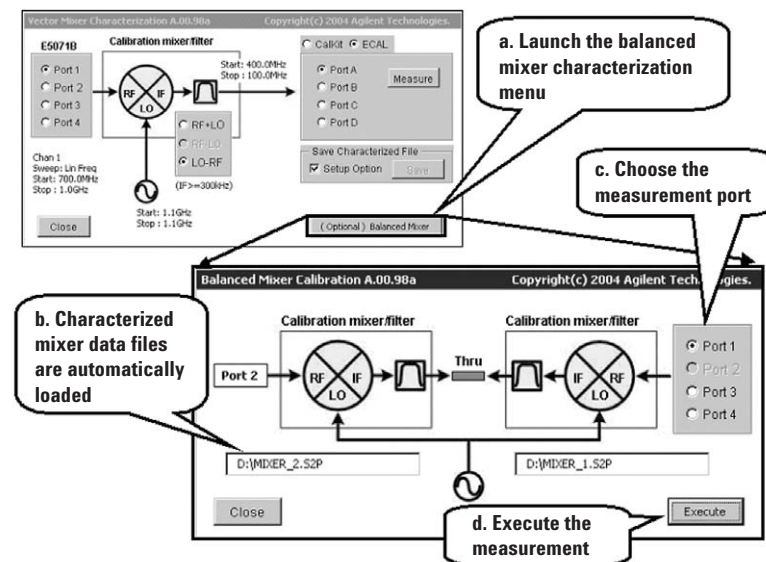 Vector Mixer Characterization A.00.98a Copyright(c) 2004 Agilent Technologies.
E5071B
Port 1
Port 2
Port 3
Port 4
Calibration mixer/filter
RF IF
LO
Start: 400.0MHz
Stop : 100.0MHz
RF+LO
RF-LO
LO-RF
(IF>=300kHz)
Chan 1
Sweep: Lin Freq
Start: 700.0MHz
Stop : 1.0GHz
Start: 1.1GHz
Stop : 1.1GHz
CalKit ECAL
Port A
Port B
Port C
Port D
Measure
Save Characterized File
Setup Option
Save
Close
( Optional ) Balanced Mixer
a. Launch the balanced
mixer characterization
menu
c. Choose the
measurement port
Balanced Mixer Calibration A.00.98a Copyright(c) 2004 Agilent Technologies.
b. Characterized
mixer data files
are automatically
loaded
Port 2
Calibration mixer/filter
RF IF
LO
Thru
Calibration mixer/filter
IF RF
LO
Port 1
Port 2
Port 3
Port 4
D:\MIXER_2.S2P
D:\MIXER_1.S2P
Close
d. Execute the
measurement
Execute